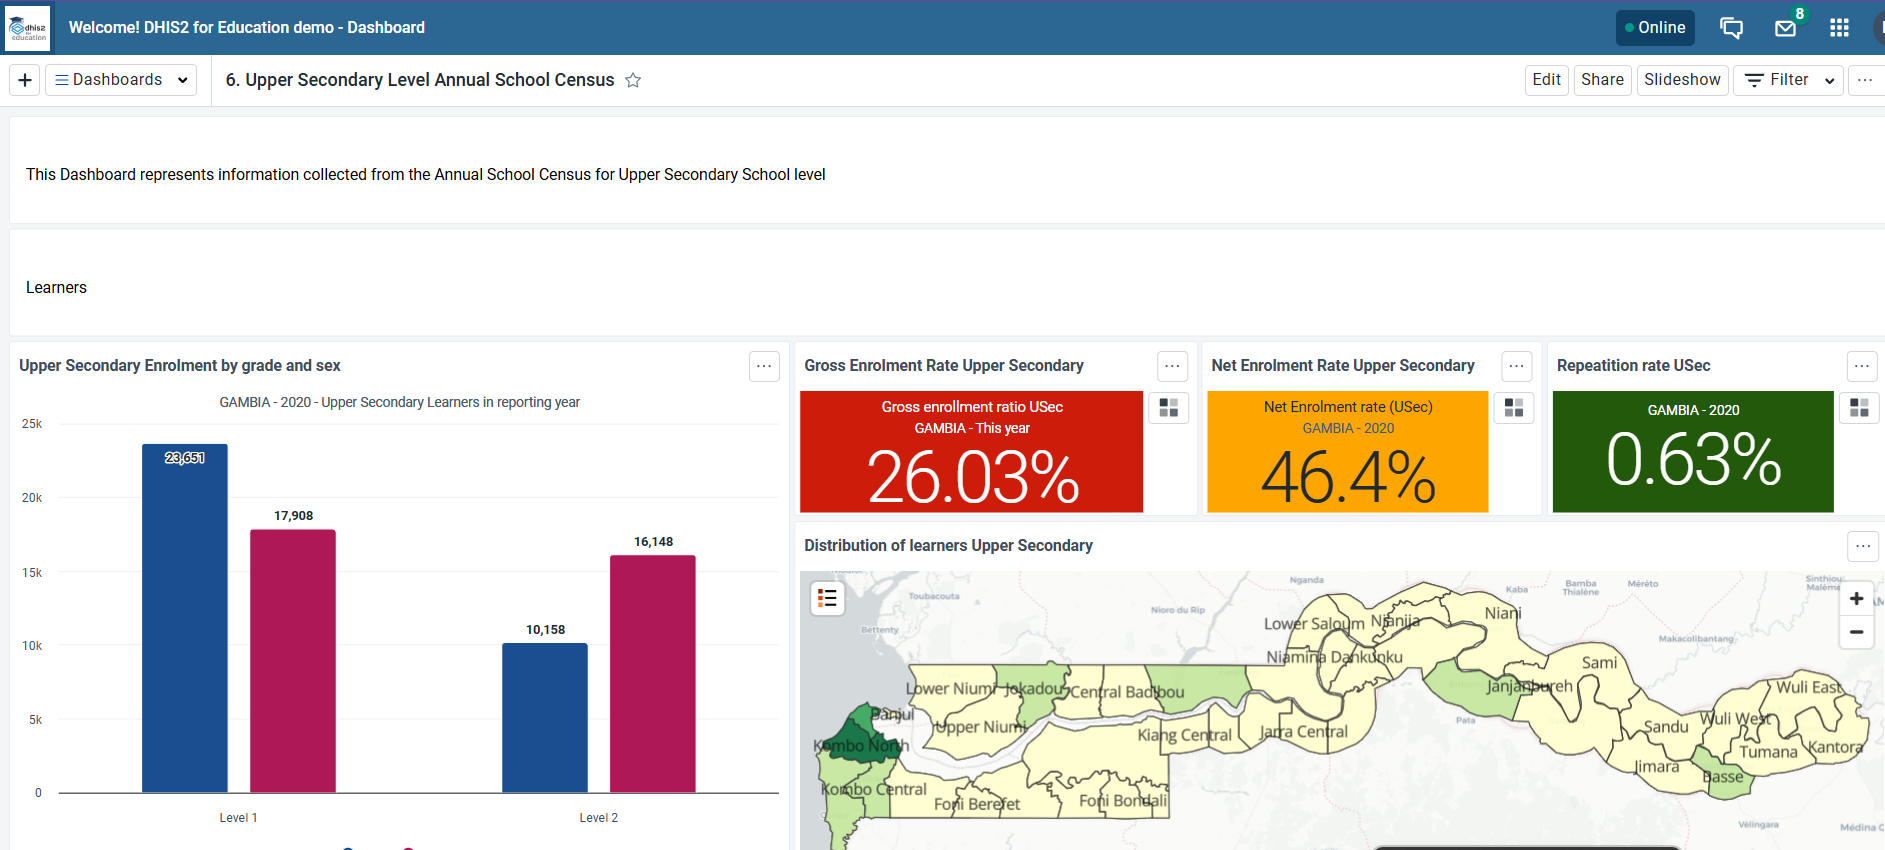 dhis2
for
education
Welcome! DHIS2 for Education demo - Dashboard
Online
8
+
Dashboards
6. Upper Secondary Level Annual School Census
Edit
Share
Slideshow
Filter
...
This Dashboard represents information collected from the Annual School Census for Upper Secondary School level
Learners
Upper Secondary Enrolment by grade and sex
...
GAMBIA - 2020 - Upper Secondary Learners in reporting year
25k
20k
15k
10k
5k
0
23,651
17,908
10,158
16,148
Level 1
Level 2
Gross Enrolment Rate Upper Secondary
...
Gross enrollment ratio USec
GAMBIA - This year
26.03%
Net Enrolment Rate Upper Secondary
...
Net Enrolment rate (USec)
GAMBIA - 2020
46.4%
Repeatition rate USec
...
GAMBIA - 2020
0.63%
Distribution of learners Upper Secondary
...
+
−
Toubacouta
Bettenty
Nioro du Rip
Nganda
Kaba
Bamba
Thialène
Méréto
Sinthiou
Malème
Makacolibantang
Pata
Vélingara
Médina
Lower Saloum
Nianija
Niani
Niamina Dankunku
Sami
Lower Niumi
Jokadou
Central Badibou
Janjanbureh
Wuli East
Banjul
Upper Niumi
Kiang Central
Jarra Central
Sandu
Wuli West
Kombo North
Tumana
Kantora
Jimara
Basse
Kombo Central
Foni Berefet
Foni Bondali